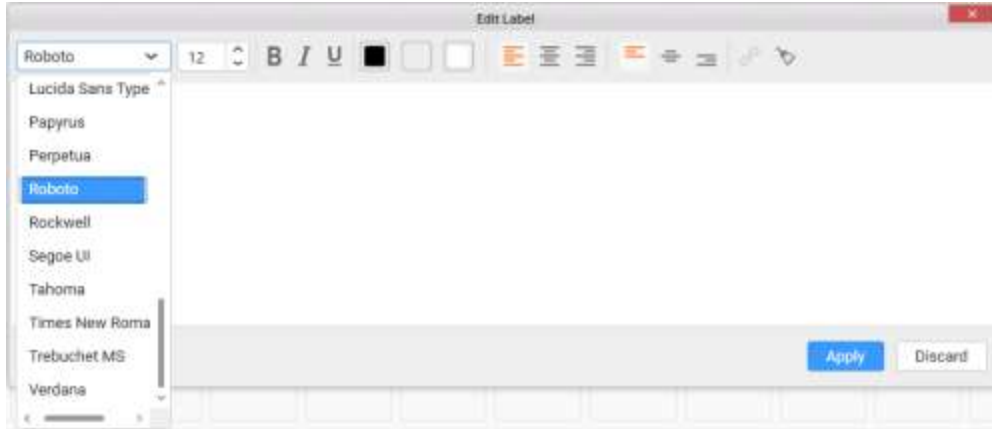 Edit Label
Roboto 12 B I U
Lucida Sans Type
Papyrus
Perpetua
Roboto
Rockwell
Segoe UI
Tahoma
Times New Roma
Trebuchet MS
Verdana
Apply Discard